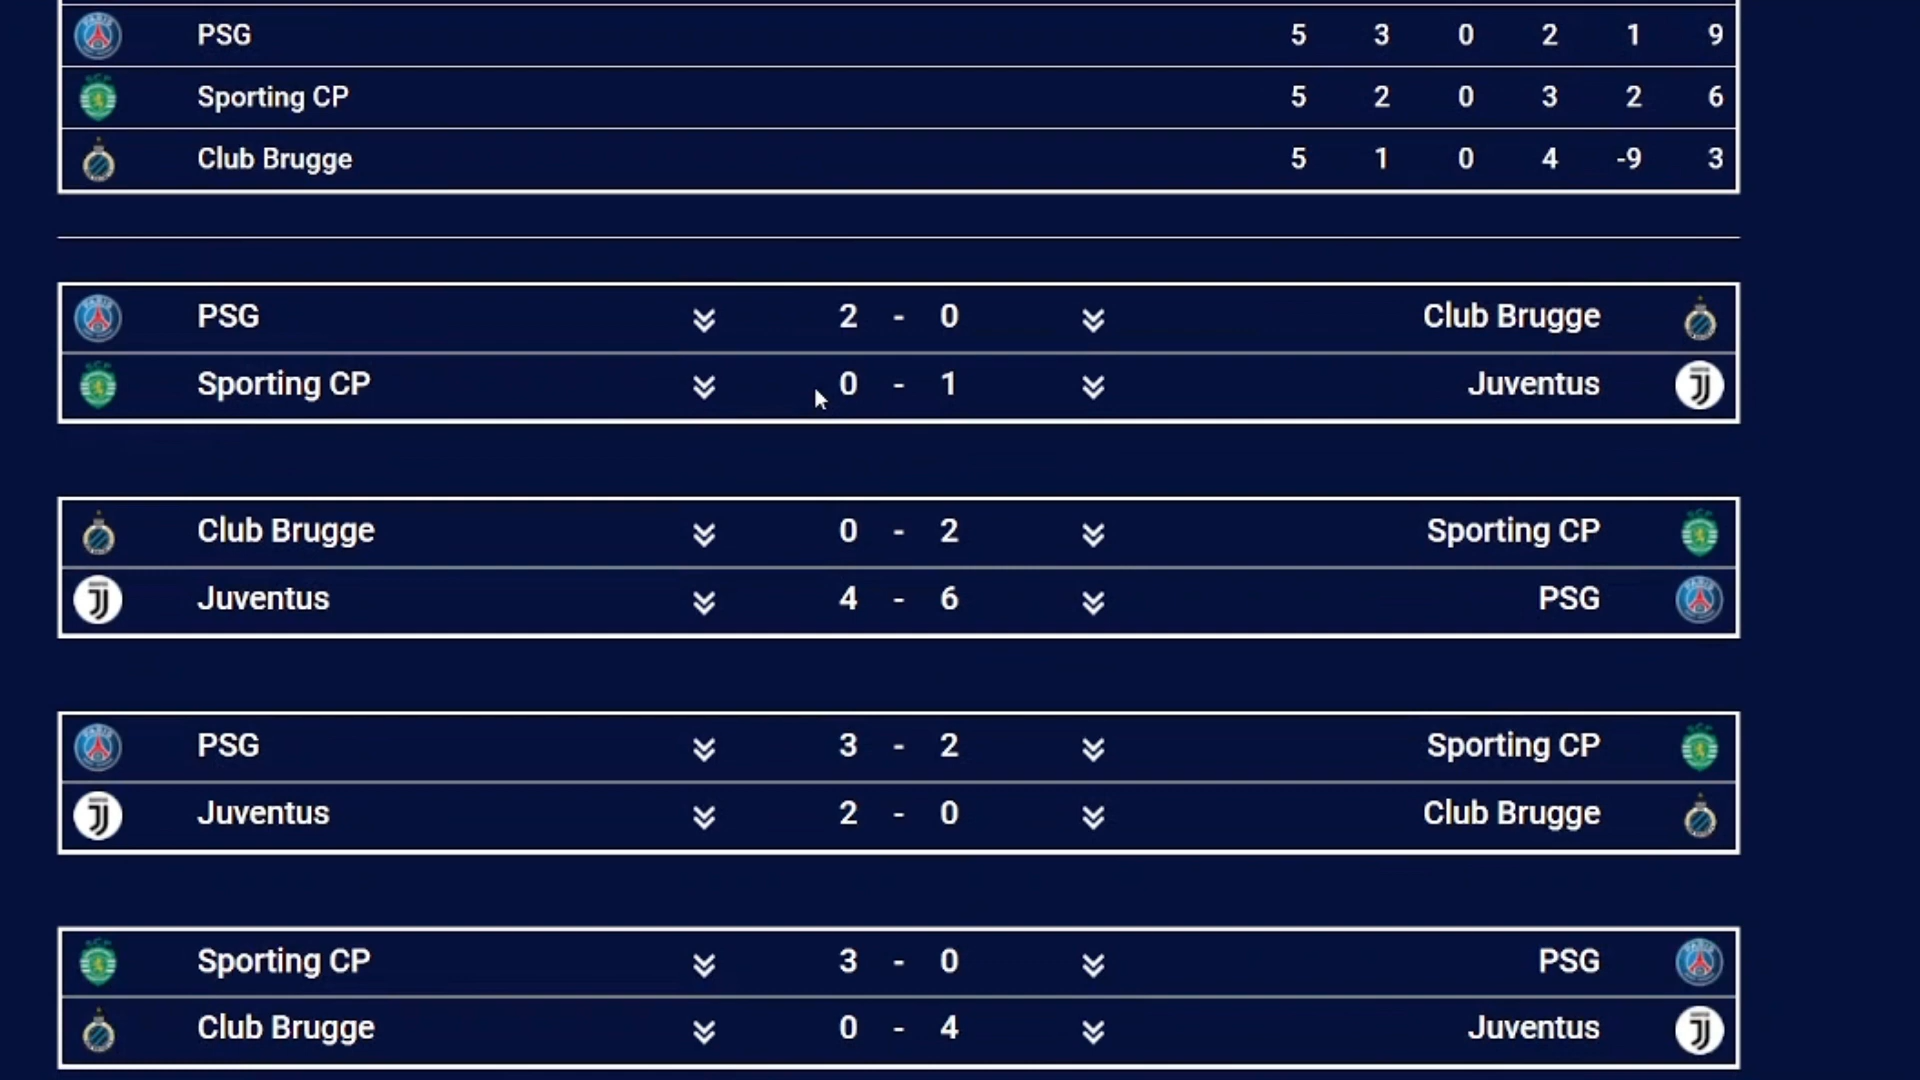 PSG 5 3 0 2 1 9
Sporting CP 5 2 0 3 2 6
Club Brugge 5 1 0 4 -9 3
PSG 2 - 0 Club Brugge
Sporting CP 0 - 1 Juventus
Club Brugge 0 - 2 Sporting CP
Juventus 4 - 6 PSG
PSG 3 - 2 Sporting CP
Juventus 2 - 0 Club Brugge
Sporting CP 3 - 0 PSG
Club Brugge 0 - 4 Juventus